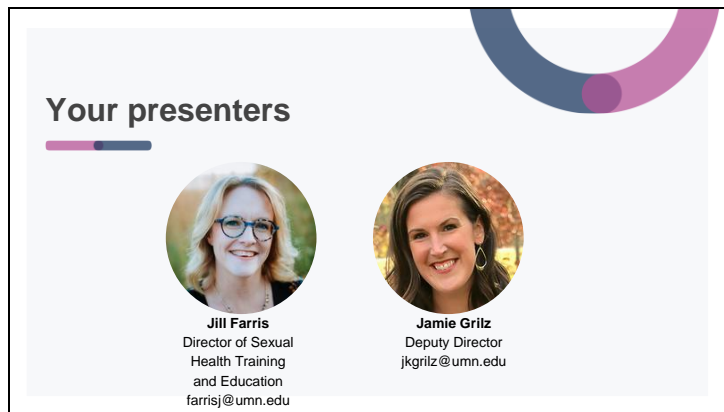 Your presenters
Jill Farris
Director of Sexual
Health Training
and Education
farrisj@umn.edu
Jamie Grilz
Deputy Director
jkgrilz@umn.edu